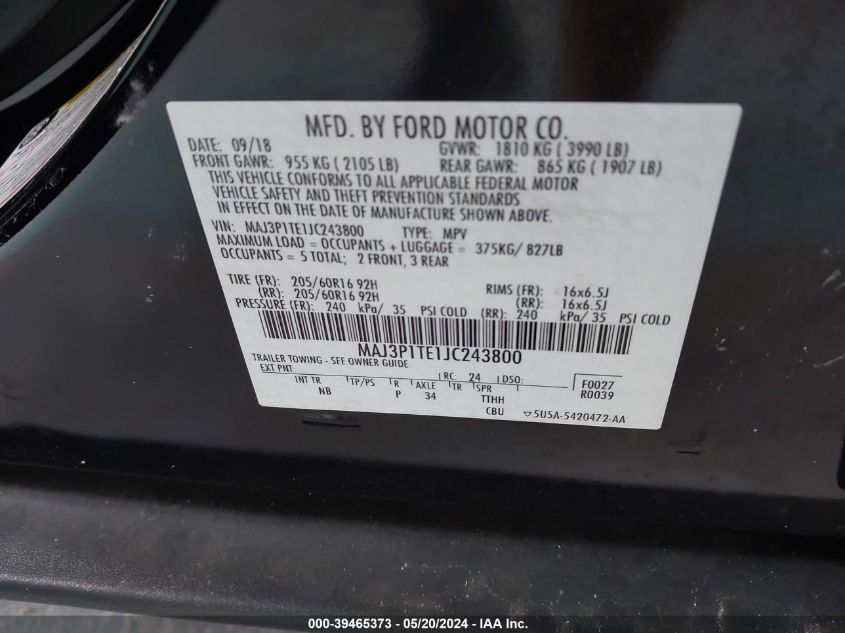 MFD. BY FORD MOTOR CO.
DATE: 09/18 GVWR: 1810 KG ( 3990 LB)
FRONT GAWR: 955 KG ( 2105 LB) REAR GAWR: 865 KG ( 1907 LB)
THIS VEHICLE CONFORMS TO ALL APPLICABLE FEDERAL MOTOR
VEHICLE SAFETY AND THEFT PREVENTION STANDARDS
IN EFFECT ON THE DATE OF MANUFACTURE SHOWN ABOVE.
VIN: MAJ3P1TE1JC243800 TYPE: MPV
MAXIMUM LOAD = OCCUPANTS + LUGGAGE = 375KG/ 827LB
OCCUPANTS = 5 TOTAL; 2 FRONT, 3 REAR
TIRE (FR): 205/60R16 92H RIMS (FR): 16x6.5J
(RR): 205/60R16 92H (RR): 16x6.5J
PRESSURE (FR): 240 kPa/ 35 PSI COLD (RR): 240 kPa/ 35 PSI COLD
MAJ3P1TE1JC243800
TRAILER TOWING - SEE OWNER GUIDE
EXT PNT: RC: 24 DSO: F0027
INT TR TP/PS R AXLE TR SPR R0039
NB P 34 TTHH
CBU 5U5A-5420472-AA
000-39465373 - 05/20/2024 - IAA Inc.